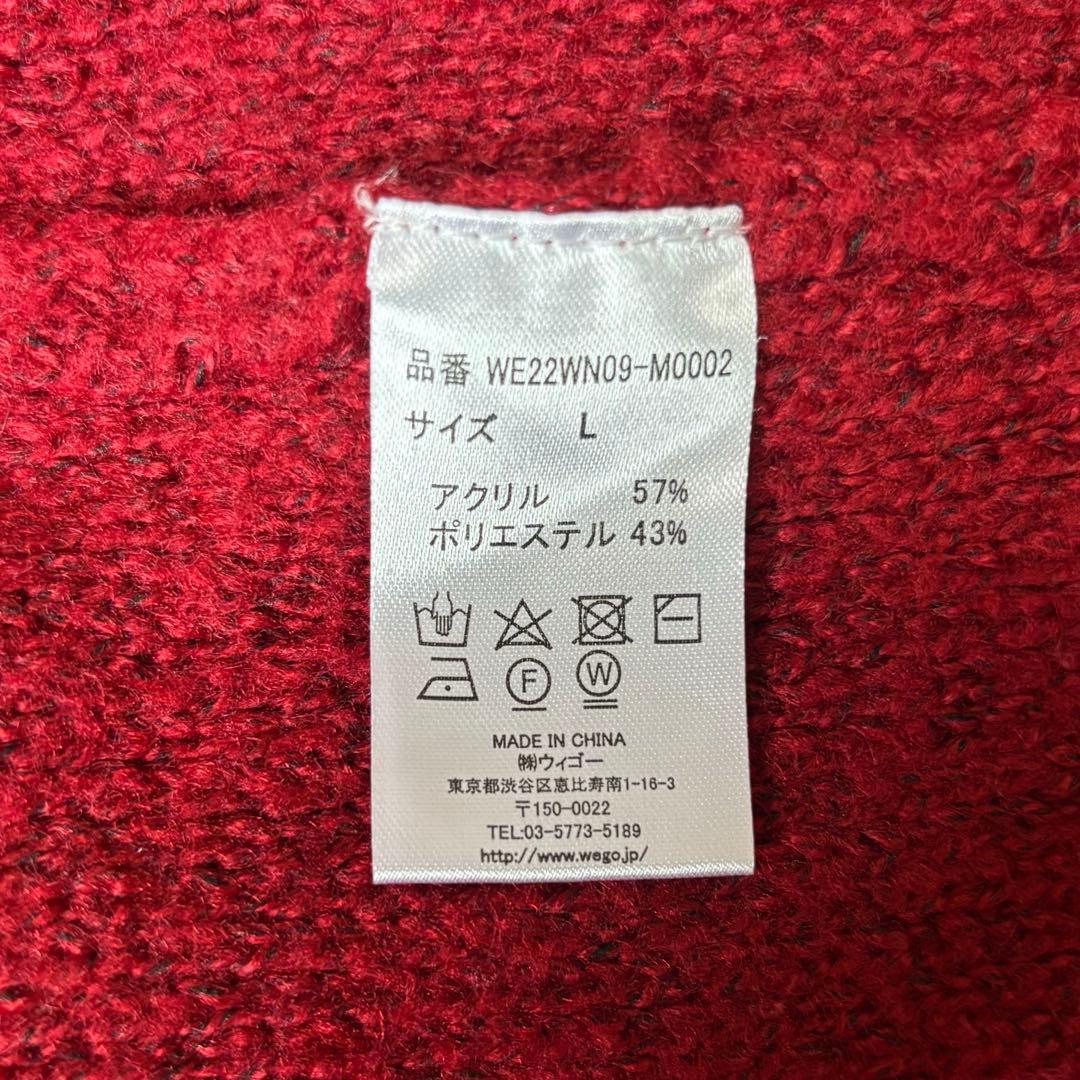 品番 WE22WN09-M0002
サイズ L
アクリル 57%
ポリエステル 43%
F W
MADE IN CHINA
㈱ウィゴー
東京都渋谷区恵比寿南1-16-3
〒150-0022
TEL:03-5773-5189
http://www.wego.jp/